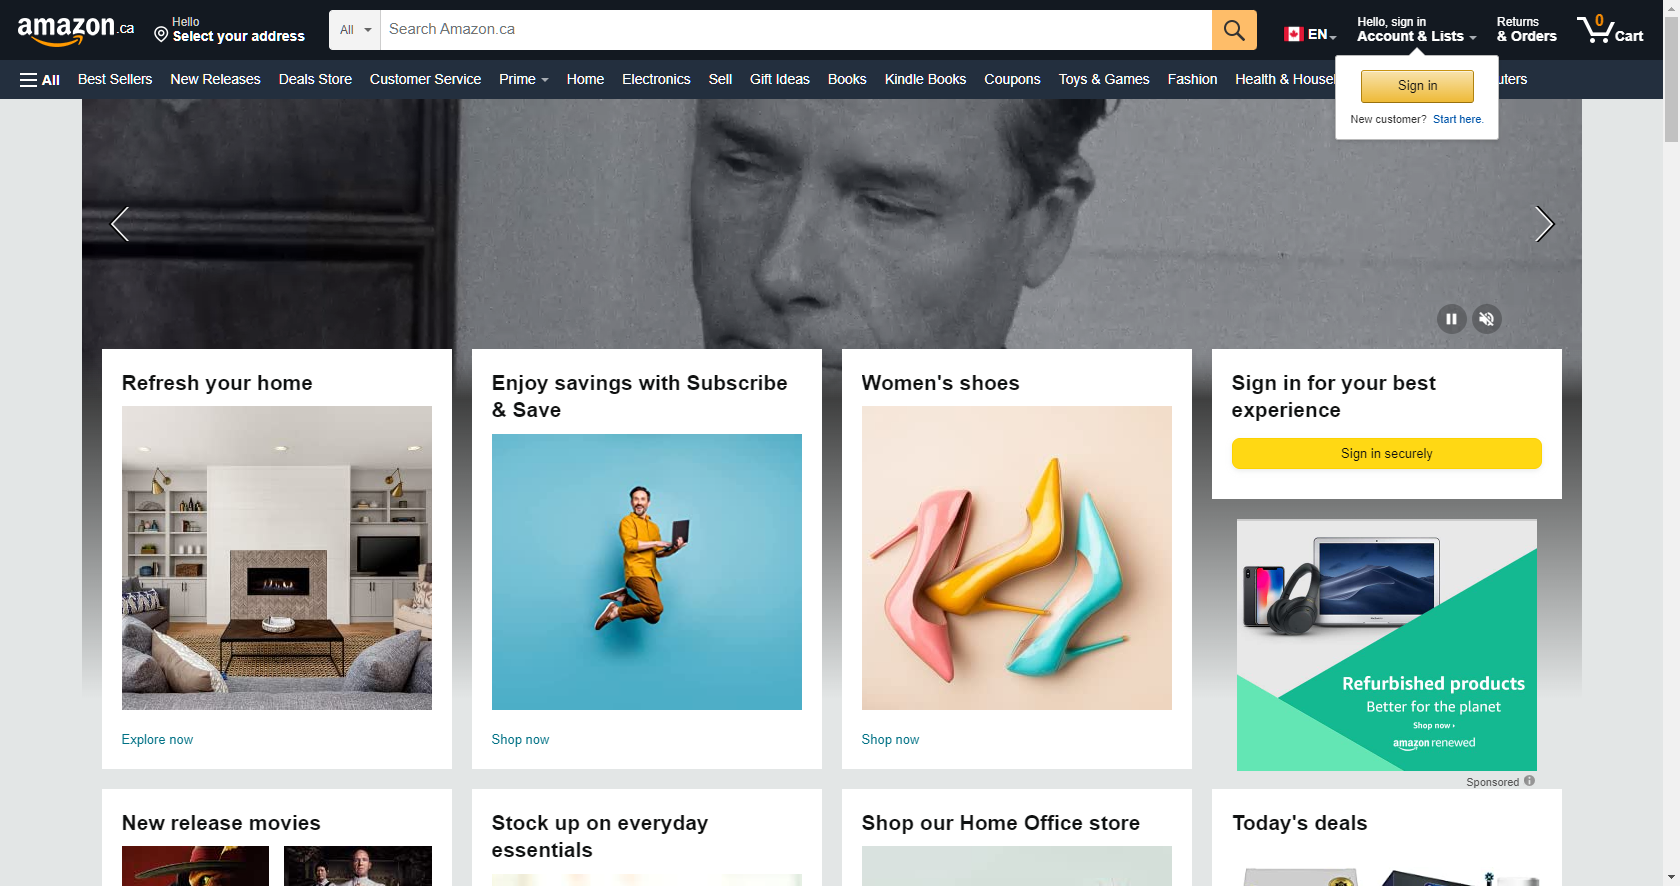 amazon.ca
Hello
Select your address
All
Search Amazon.ca
EN
Hello, sign in
Account & Lists
Returns
& Orders
0
Cart
All
Best Sellers
New Releases
Deals Store
Customer Service
Prime
Home
Electronics
Sell
Gift Ideas
Books
Kindle Books
Coupons
Toys & Games
Fashion
Health &
Sign in
New customer? Start here.
Refresh your home
Explore now
Enjoy savings with Subscribe
& Save
Shop now
Women's shoes
Shop now
Sign in for your best
experience
Sign in securely
Refurbished products
Better for the planet
Shop now ›
amazon renewed
Sponsored
New release movies
Stock up on everyday
essentials
Shop our Home Office store
Today's deals